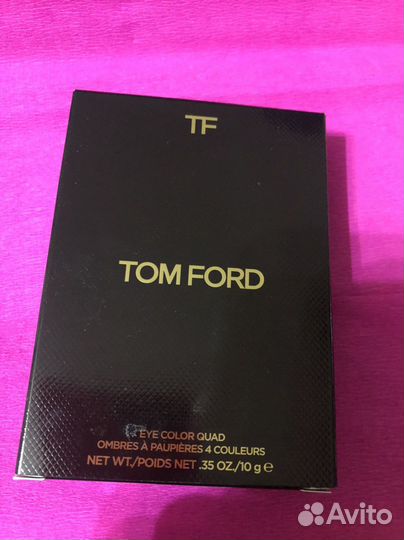 TF
TOM FORD
EYE COLOR QUAD
OMBRES À PAUPIÈRES 4 COULEURS
NET WT./POIDS NET .35 OZ./10 g e
Avito